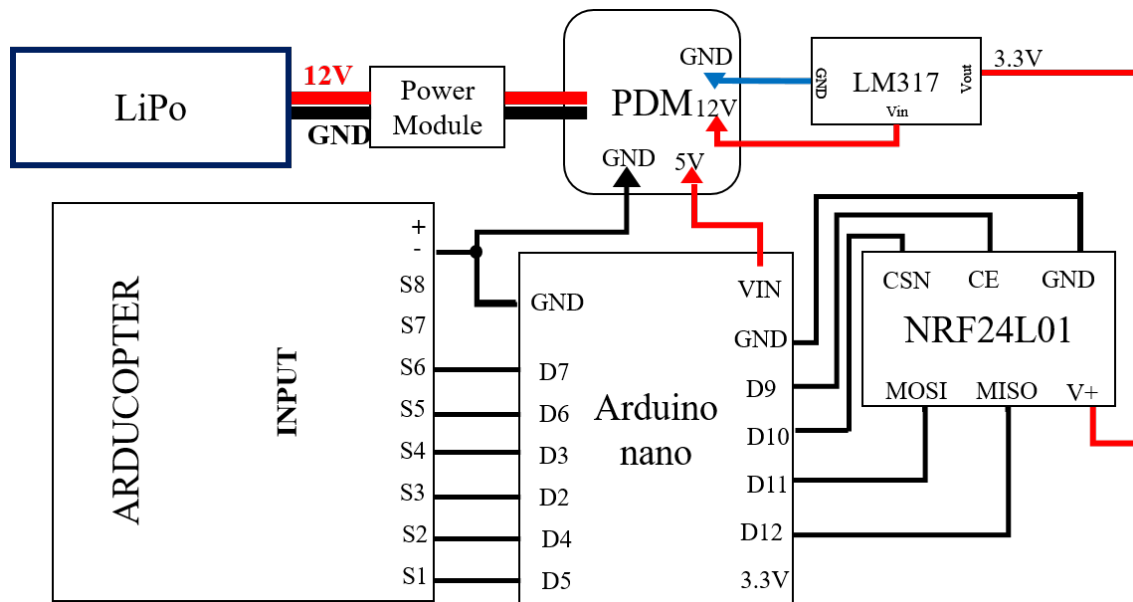 LiPo
12V
GND
Power
Module
PDM
GND
12V
GND
5V
GND
LM317
Vin
Vout
3.3V
ARDUCOPTER
INPUT
+
-
S8
S7
S6
S5
S4
S3
S2
S1
GND
D7
D6
D3
D2
D4
D5
Arduino
nano
VIN
GND
D9
D10
D11
D12
3.3V
CSN CE GND
NRF24L01
MOSI MISO V+